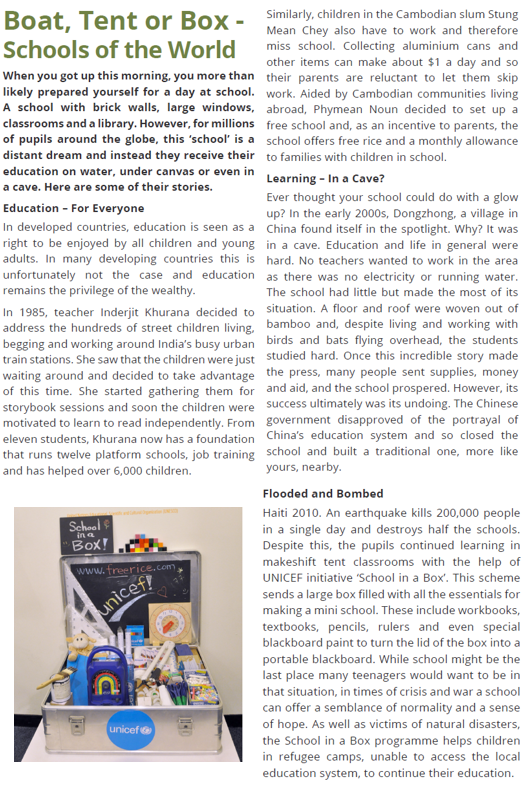 Boat, Tent or Box -
Schools of the World
When you got up this morning, you more than
likely prepared yourself for a day at school.
A school with brick walls, large windows,
classrooms and a library. However, for millions
of pupils around the globe, this ‘school’ is a
distant dream and instead they receive their
education on water, under canvas or even in
a cave. Here are some of their stories.
Education – For Everyone
In developed countries, education is seen as a
right to be enjoyed by all children and young
adults. In many developing countries this is
unfortunately not the case and education
remains the privilege of the wealthy.
In 1985, teacher Inderjit Khurana decided to
address the hundreds of street children living,
begging and working around India’s busy urban
train stations. She saw that the children were just
waiting around and decided to take advantage
of this time. She started gathering them for
storybook sessions and soon the children were
motivated to learn to read independently. From
eleven students, Khurana now has a foundation
that runs twelve platform schools, job training
and has helped over 6,000 children.
School
in a
Box!
www.freerice.com
unicef!
unicef
Similarly, children in the Cambodian slum Stung
Mean Chey also have to work and therefore
miss school. Collecting aluminium cans and
other items can make about $1 a day and so
their parents are reluctant to let them skip
work. Aided by Cambodian communities living
abroad, Phymean Noun decided to set up a
free school and, as an incentive to parents, the
school offers free rice and a monthly allowance
to families with children in school.
Learning – In a Cave?
Ever thought your school could do with a glow
up? In the early 2000s, Dongzhong, a village in
China found itself in the spotlight. Why? It was
in a cave. Education and life in general were
hard. No teachers wanted to work in the area
as there was no electricity or running water.
The school had little but made the most of its
situation. A floor and roof were woven out of
bamboo and, despite living and working with
birds and bats flying overhead, the students
studied hard. Once this incredible story made
the press, many people sent supplies, money
and aid, and the school prospered. However, its
success ultimately was its undoing. The Chinese
government disapproved of the portrayal of
China’s education system and so closed the
school and built a traditional one, more like
yours, nearby.
Flooded and Bombed
Haiti 2010. An earthquake kills 200,000 people
in a single day and destroys half the schools.
Despite this, the pupils continued learning in
makeshift tent classrooms with the help of
UNICEF initiative ‘School in a Box’. This scheme
sends a large box filled with all the essentials for
making a mini school. These include workbooks,
textbooks, pencils, rulers and even special
blackboard paint to turn the lid of the box into a
portable blackboard. While school might be the
last place many teenagers would want to be in
that situation, in times of crisis and war a school
can offer a semblance of normality and a sense
of hope. As well as victims of natural disasters,
the School in a Box programme helps children
in refugee camps, unable to access the local
education system, to continue their education.